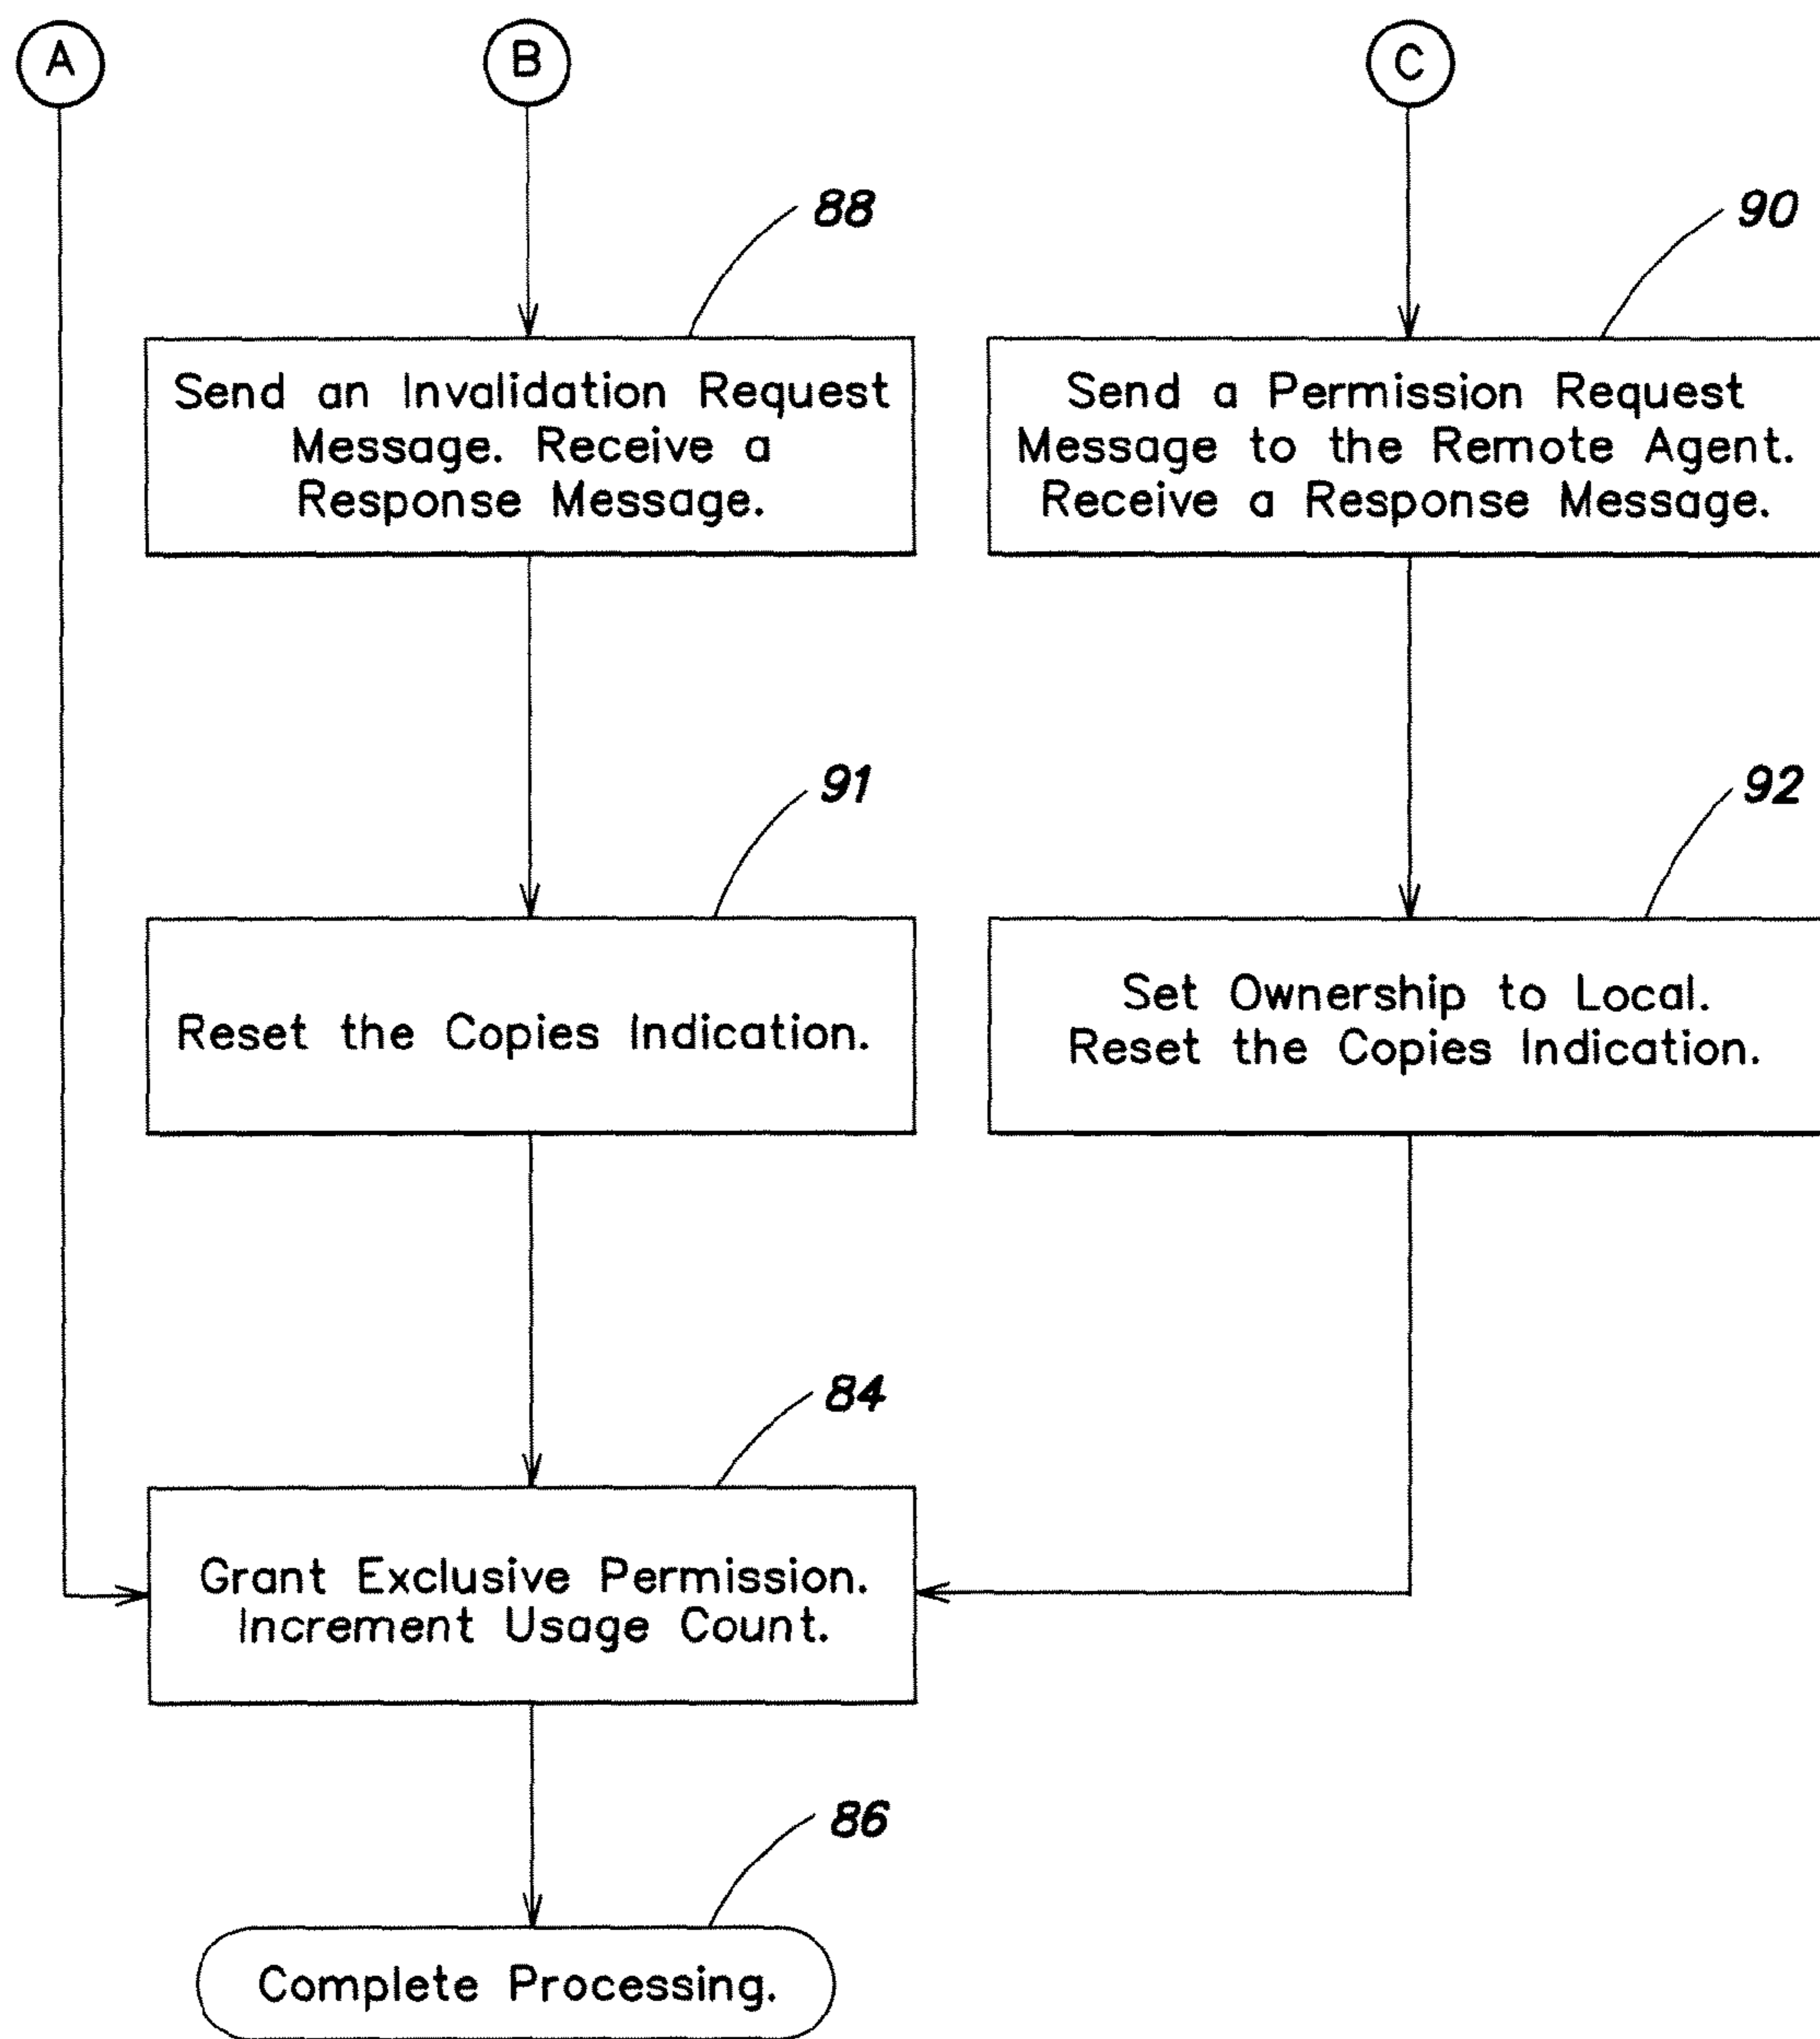 A
B
C
88
90
Send an Invalidation Request
Message. Receive a
Response Message.
Send a Permission Request
Message to the Remote Agent.
Receive a Response Message.
91
92
Reset the Copies Indication.
Set Ownership to Local.
Reset the Copies Indication.
84
Grant Exclusive Permission.
Increment Usage Count.
86
Complete Processing.